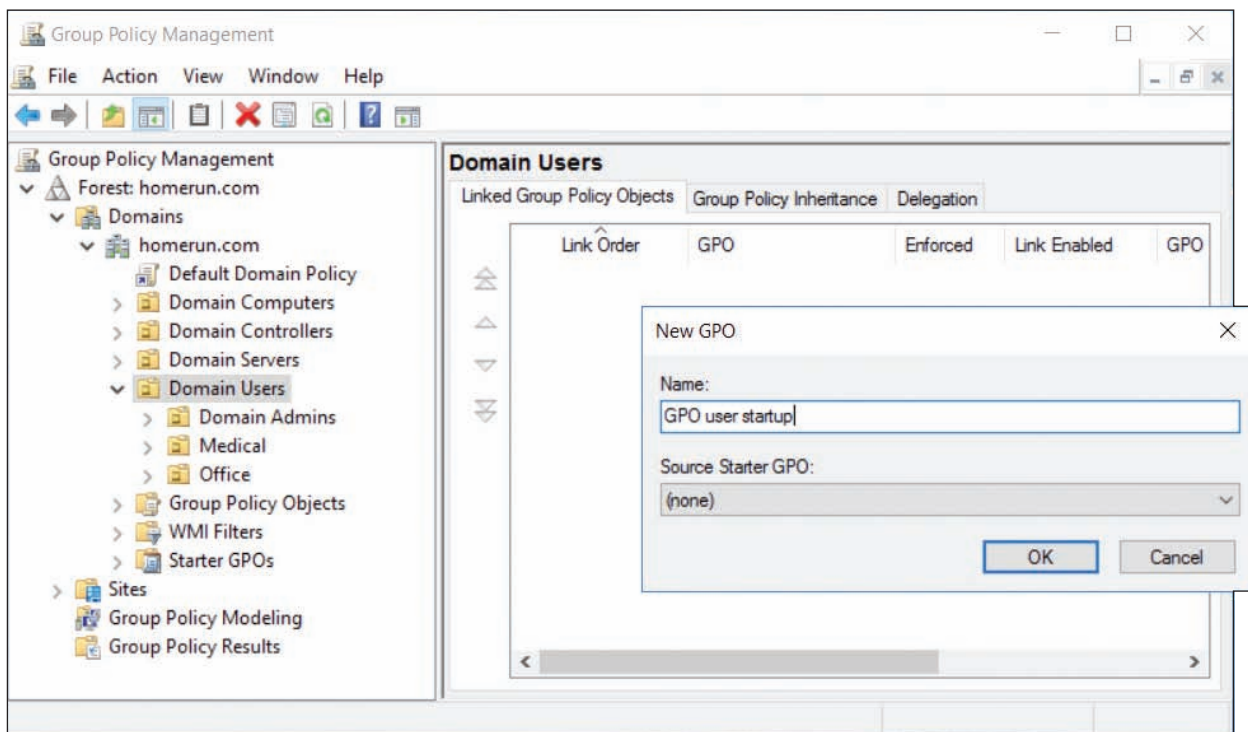 Group Policy Management
File Action View Window Help
Group Policy Management
Forest: homerun.com
Domains
homerun.com
Default Domain Policy
Domain Computers
Domain Controllers
Domain Servers
Domain Users
Domain Admins
Medical
Office
Group Policy Objects
WMI Filters
Starter GPOs
Sites
Group Policy Modeling
Group Policy Results
Domain Users
Linked Group Policy Objects Group Policy Inheritance Delegation
Link Order GPO Enforced Link Enabled GPO
New GPO
Name:
GPO user startup
Source Starter GPO:
(none)
OK Cancel